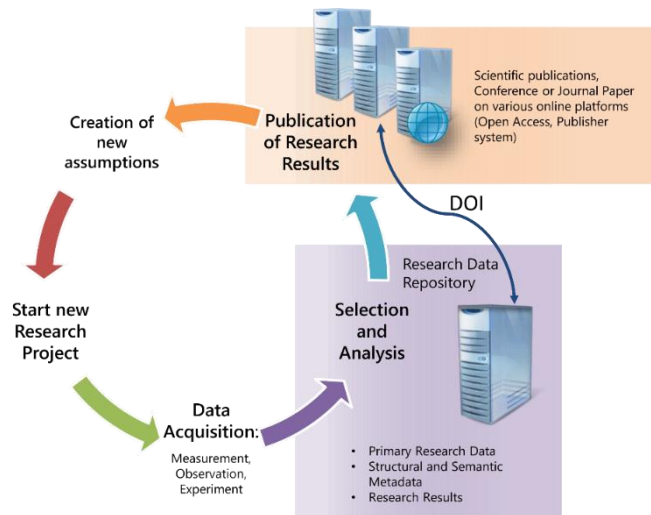 Scientific publications,
Conference or Journal Paper
on various online platforms
(Open Access, Publisher
system)
Publication
of Research
Results
Creation of
new
assumptions
DOI
Research Data
Repository
Selection
and
Analysis
Start new
Research
Project
Data
Acquisition:
Measurement,
Observation,
Experiment
• Primary Research Data
• Structural and Semantic
Metadata
• Research Results